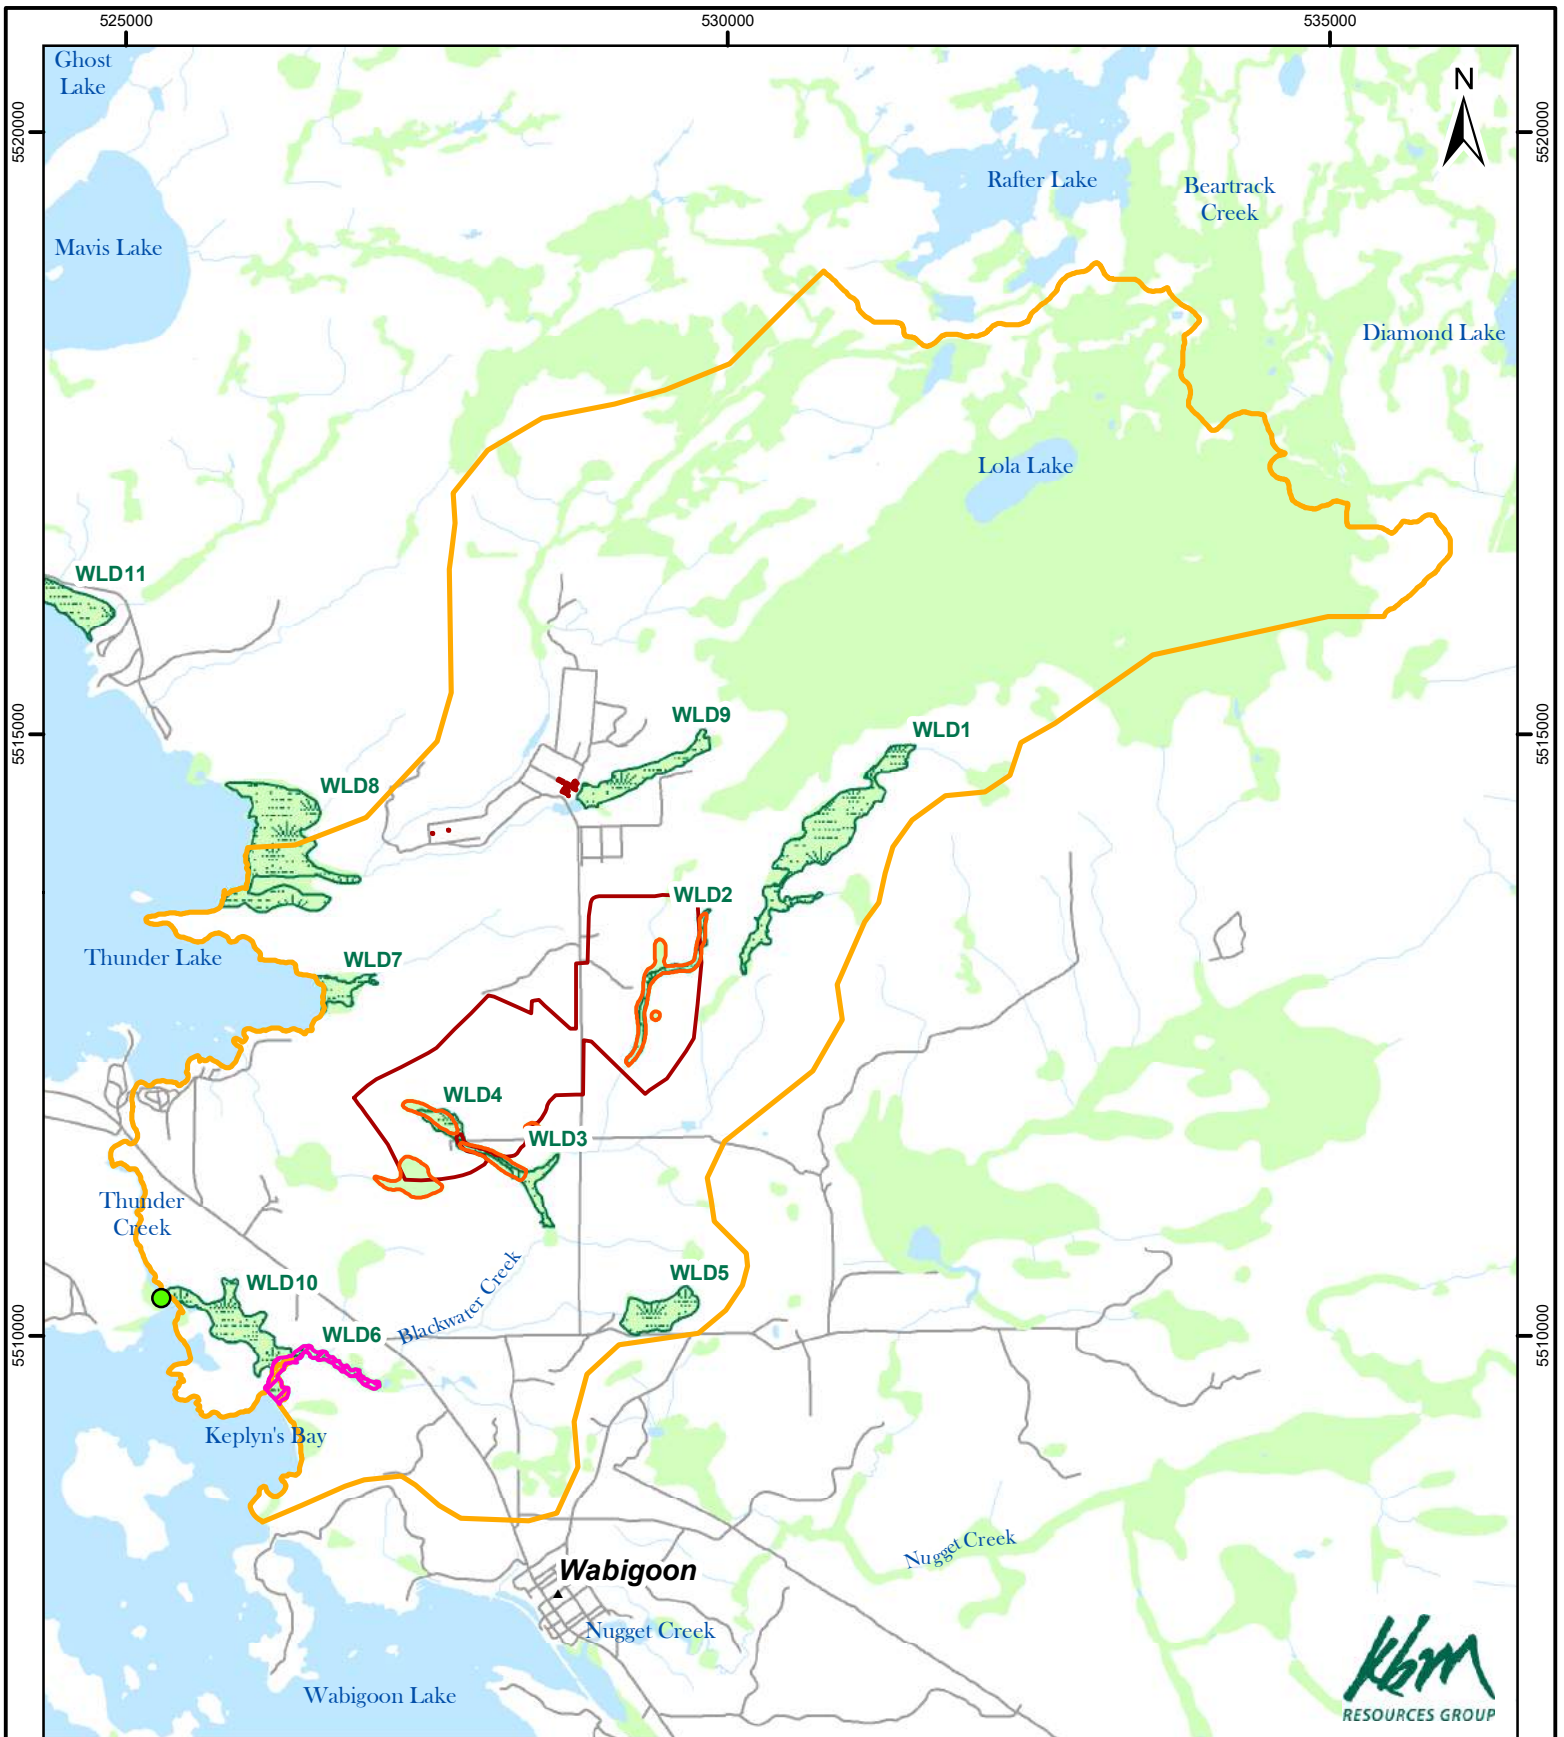 525000
530000
535000
Ghost
Lake
N
5520000
5520000
Rafter Lake
Beartrack
Creek
Mavis Lake
Diamond Lake
Lola Lake
WLD11
WLD9
WLD1
5515000
5515000
WLD8
WLD2
Thunder Lake
WLD7
WLD4
WLD3
Thunder
Creek
WLD10
Blackwater Creek
WLD5
WLD6
5510000
5510000
Keplyn's Bay
Nugget Creek
Wabigoon
Nugget Creek
Wabigoon Lake
kbm
RESOURCES GROUP